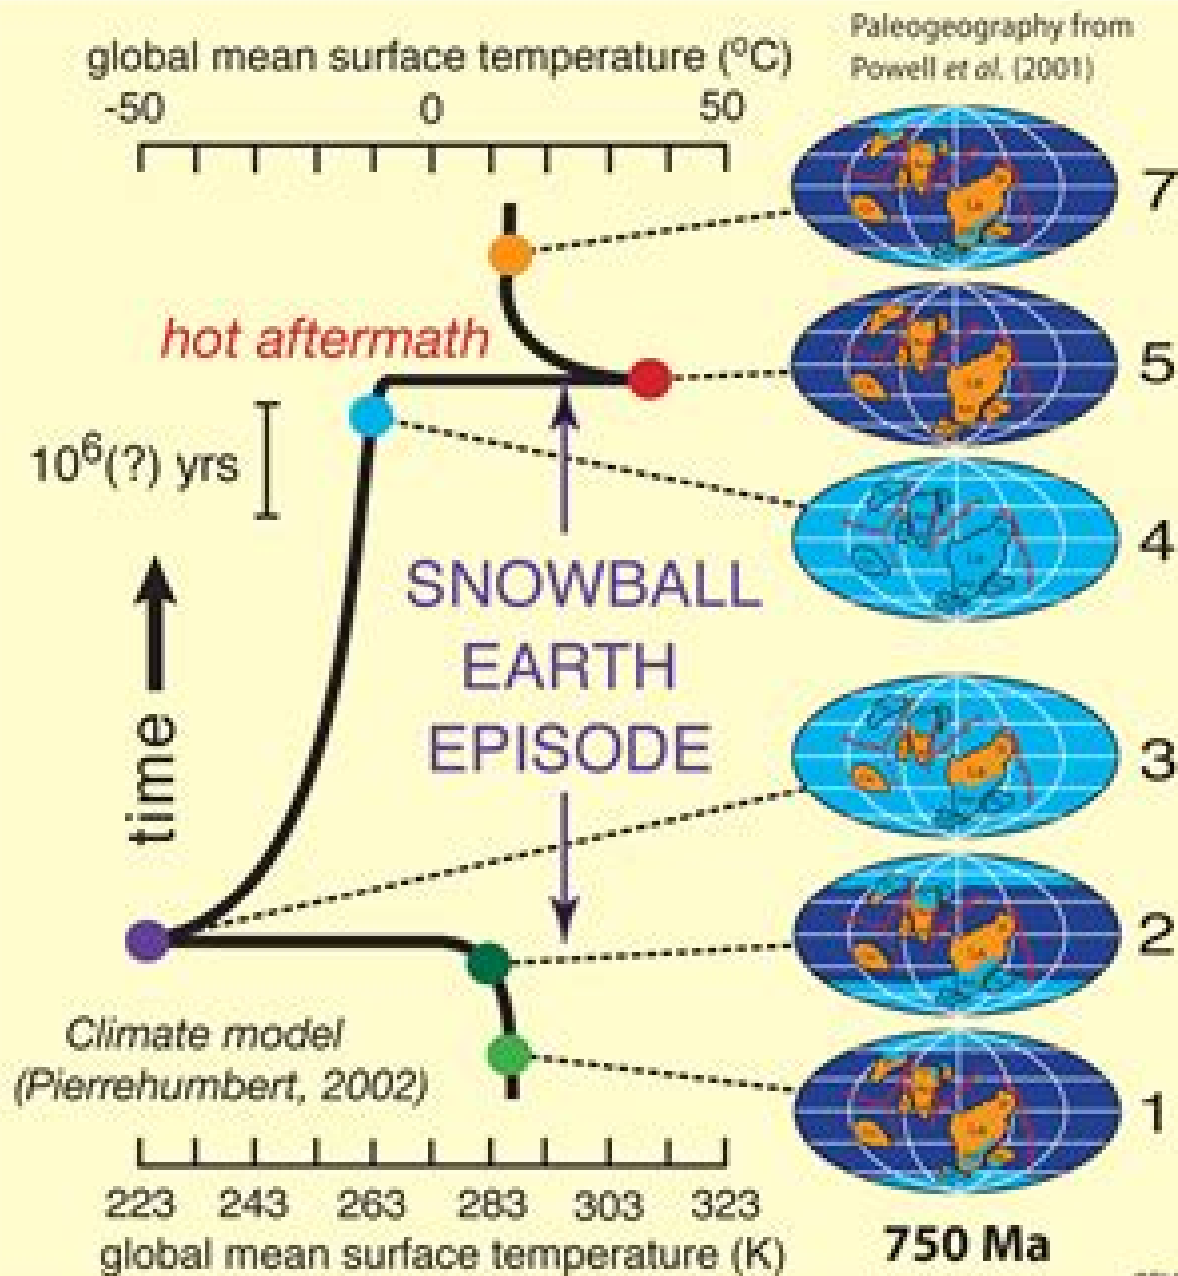 global mean surface temperature (°C)
-50 0 50
Paleogeography from
Powell et al. (2001)
7
hot aftermath
5
10⁶(?) yrs
4
SNOWBALL
EARTH
EPISODE
time
3
2
Climate model
(Pierrehumbert, 2002)
1
223 243 263 283 303 323
global mean surface temperature (K)
750 Ma